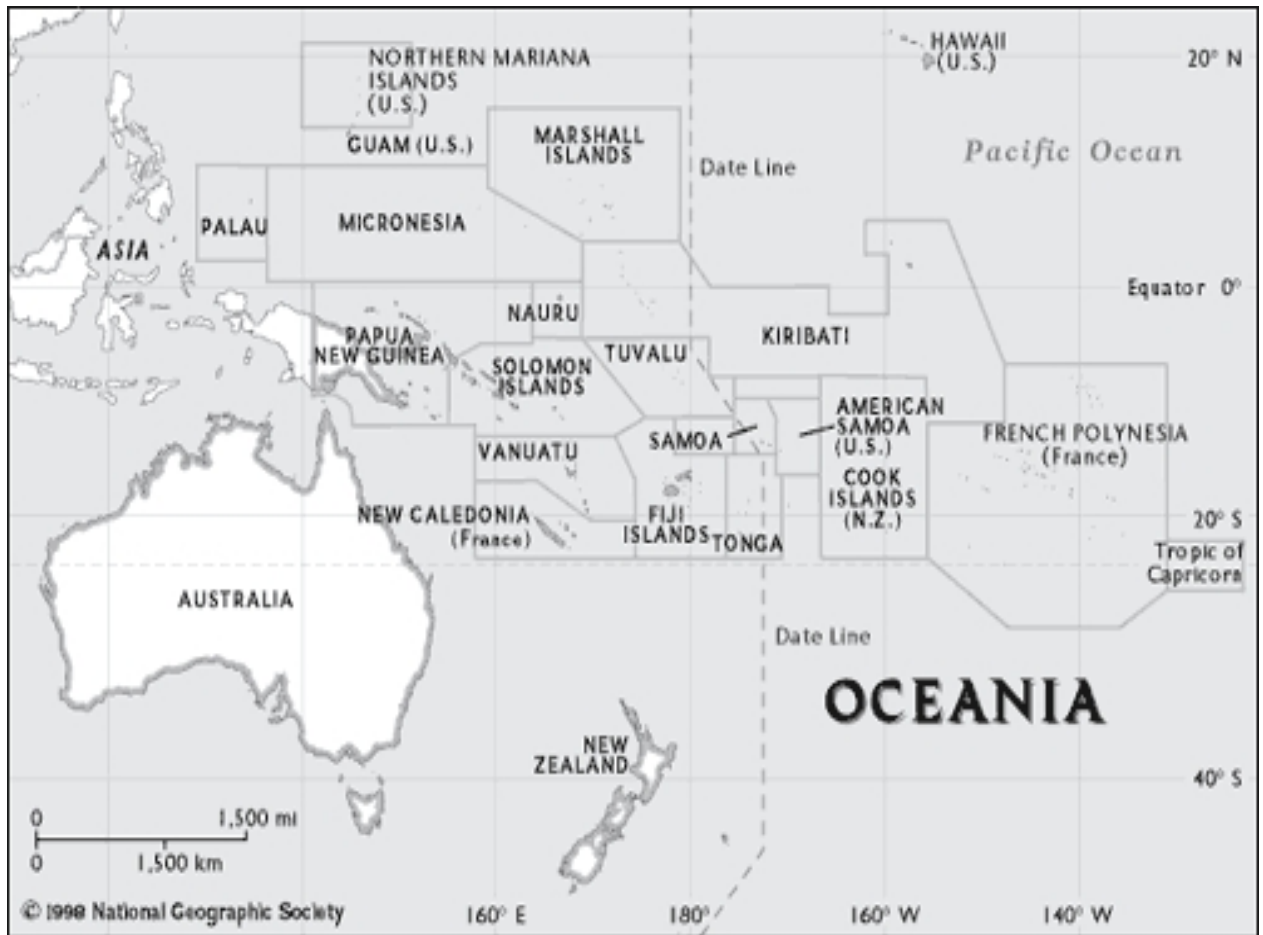 HAWAII
(U.S.)
20° N
NORTHERN MARIANA
ISLANDS
(U.S.)
GUAM (U.S.)
MARSHALL
ISLANDS
Date Line
Pacific Ocean
PALAU
MICRONESIA
ASIA
Equator 0°
NAURU
KIRIBATI
PAPUA
NEW GUINEA
SOLOMON
ISLANDS
TUVALU
SAMOA
AMERICAN
SAMOA
(U.S.)
FRENCH POLYNESIA
(France)
VANUATU
COOK
ISLANDS
(N.Z.)
NEW CALEDONIA
(France)
FIJI
ISLANDS
TONGA
20° S
Tropic of
Capricorn
AUSTRALIA
Date Line
OCEANIA
NEW
ZEALAND
40° S
0 1,500 mi
0 1,500 km
© 1998 National Geographic Society
160° E
180°
160° W
140° W